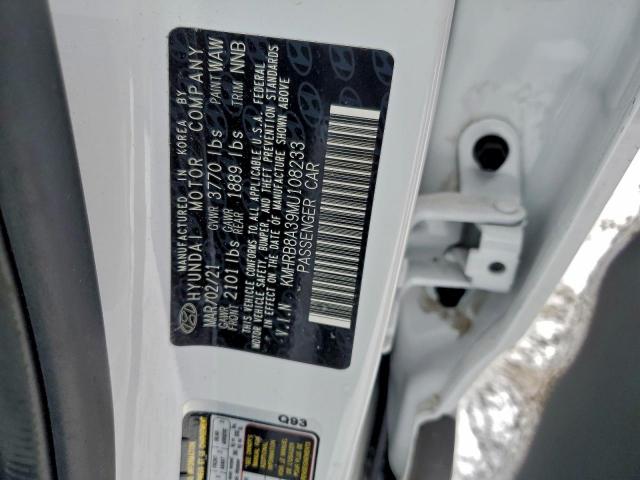 MANUFACTURED IN KOREA BY
HYUNDAI MOTOR COMPANY
MAR/02/21 GVWR 3770 lbs PAINT WAW
GAWR FRONT 2101 lbs GAWR REAR 1889 lbs TRIM NNB
THIS VEHICLE CONFORMS TO ALL APPLICABLE U.S.A. FEDERAL
MOTOR VEHICLE SAFETY, BUMPER, AND THEFT PREVENTION STANDARDS
IN EFFECT ON THE DATE OF MANUFACTURE SHOWN ABOVE
V.I.N KMHRB8A39MU108233
PASSENGER CAR
Q93